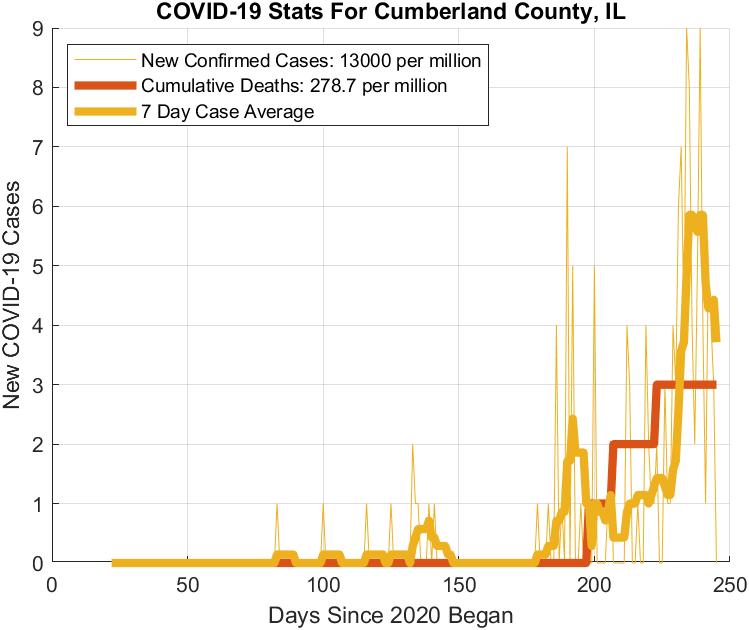 COVID-19 Stats For Cumberland County, IL
New Confirmed Cases: 13000 per million
Cumulative Deaths: 278.7 per million
7 Day Case Average
New COVID-19 Cases
9
8
7
6
5
4
3
2
1
0
0 50 100 150 200 250
Days Since 2020 Began